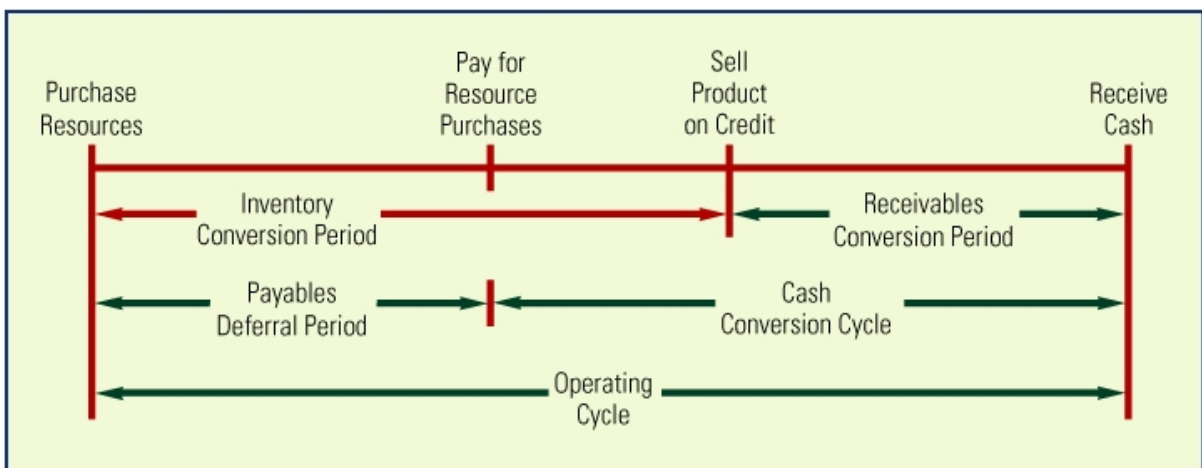 Purchase
Resources
Pay for
Resource
Purchases
Sell
Product
on Credit
Receive
Cash
Inventory
Conversion Period
Receivables
Conversion Period
Payables
Deferral Period
Cash
Conversion Cycle
Operating
Cycle